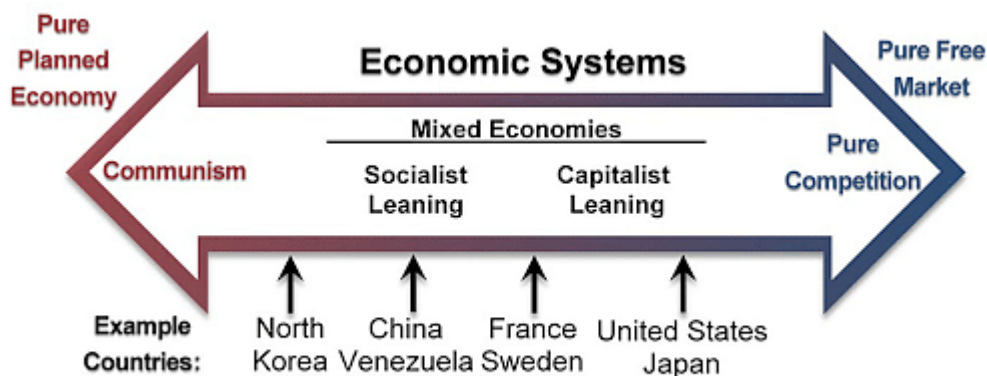 Pure
Planned
Economy
Economic Systems
Pure Free
Market
Mixed Economies
Communism
Socialist
Leaning
Capitalist
Leaning
Pure
Competition
Example
Countries:
North
Korea
China
Venezuela
France
Sweden
United States
Japan